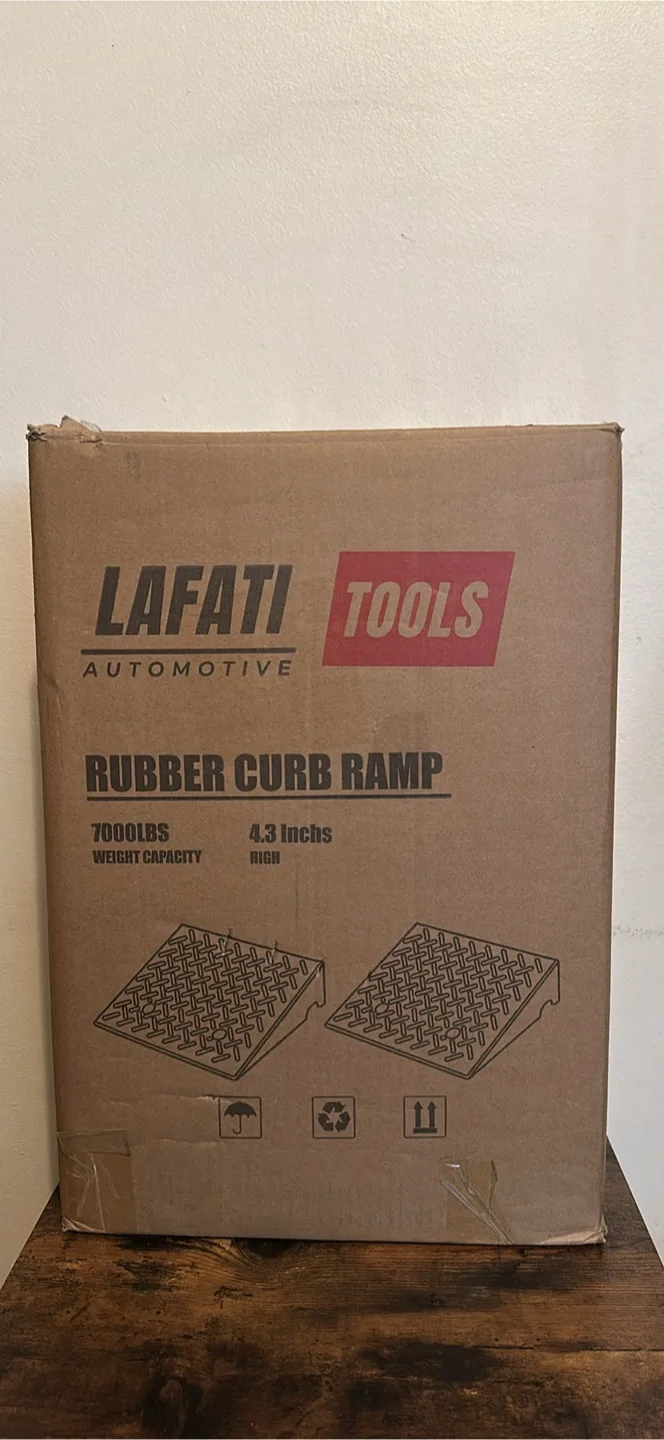 LAFATI
AUTOMOTIVE
TOOLS
RUBBER CURB RAMP
7000LBS
WEIGHT CAPACITY
4.3 Inchs
HIGH